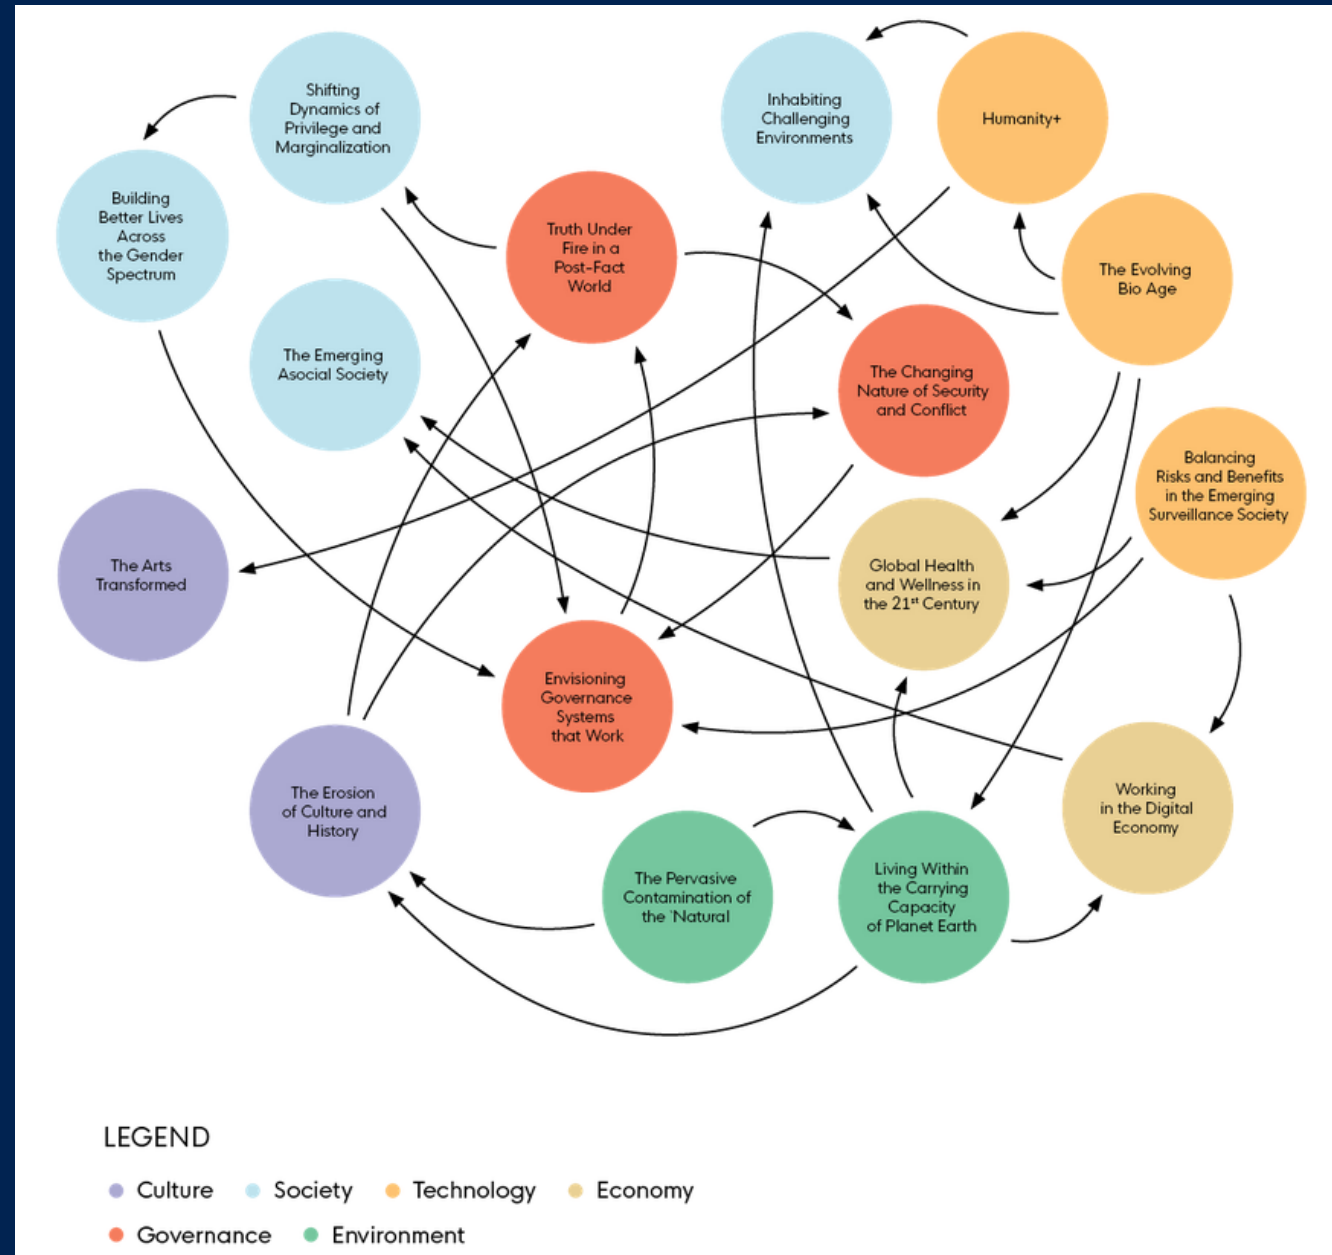 Shifting
Dynamics of
Privilege and
Marginalization
Inhabiting
Challenging
Environments
Humanity+
Building
Better Lives
Across
the Gender
Spectrum
Truth Under
Fire in a
Post-Fact
World
The Evolving
Bio Age
The Emerging
Asocial Society
The Changing
Nature of Security
and Conflict
Balancing
Risks and Benefits
in the Emerging
Surveillance Society
The Arts
Transformed
Global Health
and Wellness in
the 21st Century
Envisioning
Governance
Systems
that Work
The Erosion
of Culture and
History
The Pervasive
Contamination of
the 'Natural
Living Within
the Carrying
Capacity
of Planet Earth
Working
in the Digital
Economy
LEGEND
Culture Society Technology Economy
Governance Environment